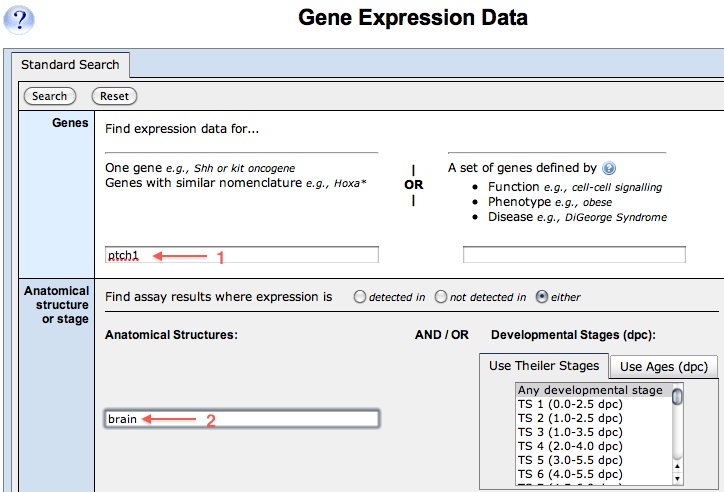 ?
Gene Expression Data
Standard Search
Search Reset
Genes
Find expression data for...
One gene e.g., Shh or kit oncogene
Genes with similar nomenclature e.g., Hoxa*
|
OR
|
A set of genes defined by ?
• Function e.g., cell-cell signalling
• Phenotype e.g., obese
• Disease e.g., DiGeorge Syndrome
ptch1 1
Anatomical
structure
or stage
Find assay results where expression is detected in not detected in either
Anatomical Structures:
AND / OR
Developmental Stages (dpc):
Use Theiler Stages Use Ages (dpc)
brain 2
Any developmental stage
TS 1 (0.0-2.5 dpc)
TS 2 (1.0-2.5 dpc)
TS 3 (1.0-3.5 dpc)
TS 4 (2.0-4.0 dpc)
TS 5 (3.0-5.5 dpc)
TS 6 (4.0-5.5 dpc)